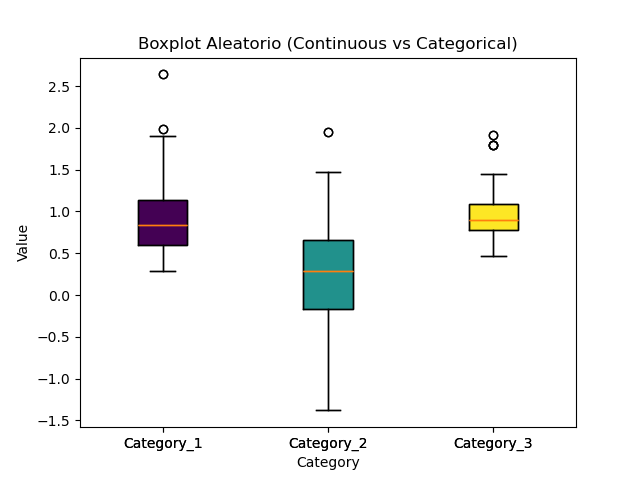 Boxplot Aleatorio (Continuous vs Categorical)
2.5
2.0
1.5
1.0
0.5
0.0
−0.5
−1.0
−1.5
Value
Category_1 Category_2 Category_3
Category